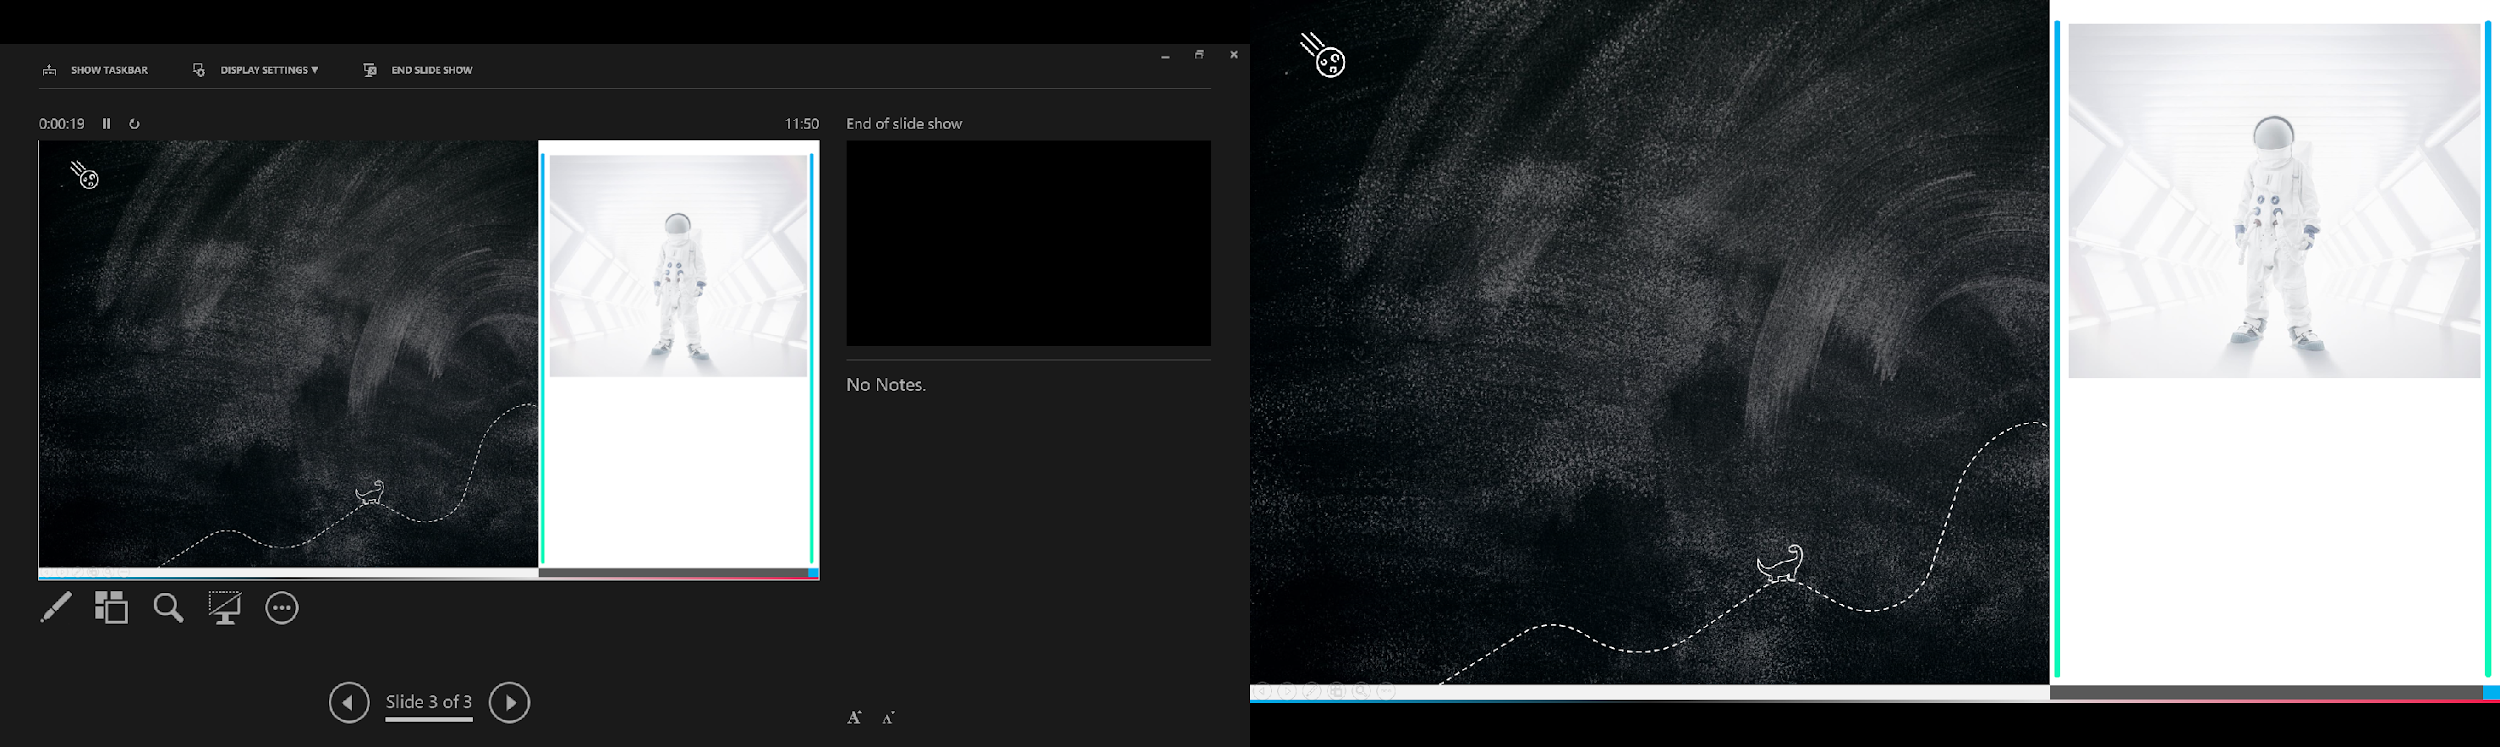 SHOW TASKBAR
DISPLAY SETTINGS ▼
END SLIDE SHOW
0:00:19
11:50
End of slide show
No Notes.
Slide 3 of 3
A
A